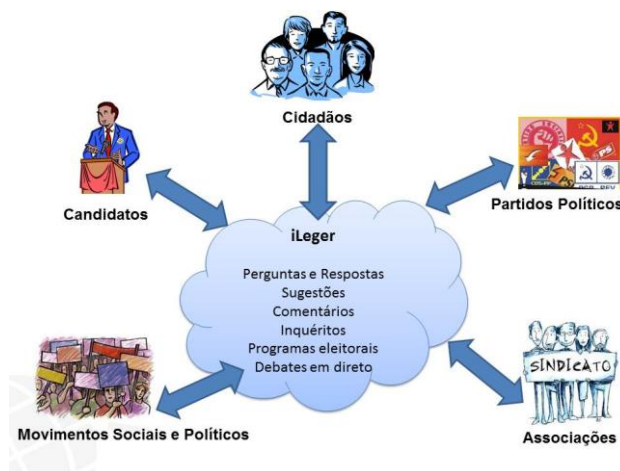 Cidadãos
Candidatos
Partidos Políticos
iLeger
Perguntas e Respostas
Sugestões
Comentários
Inquéritos
Programas eleitorais
Debates em direto
SINDICATO
Movimentos Sociais e Políticos
Associações